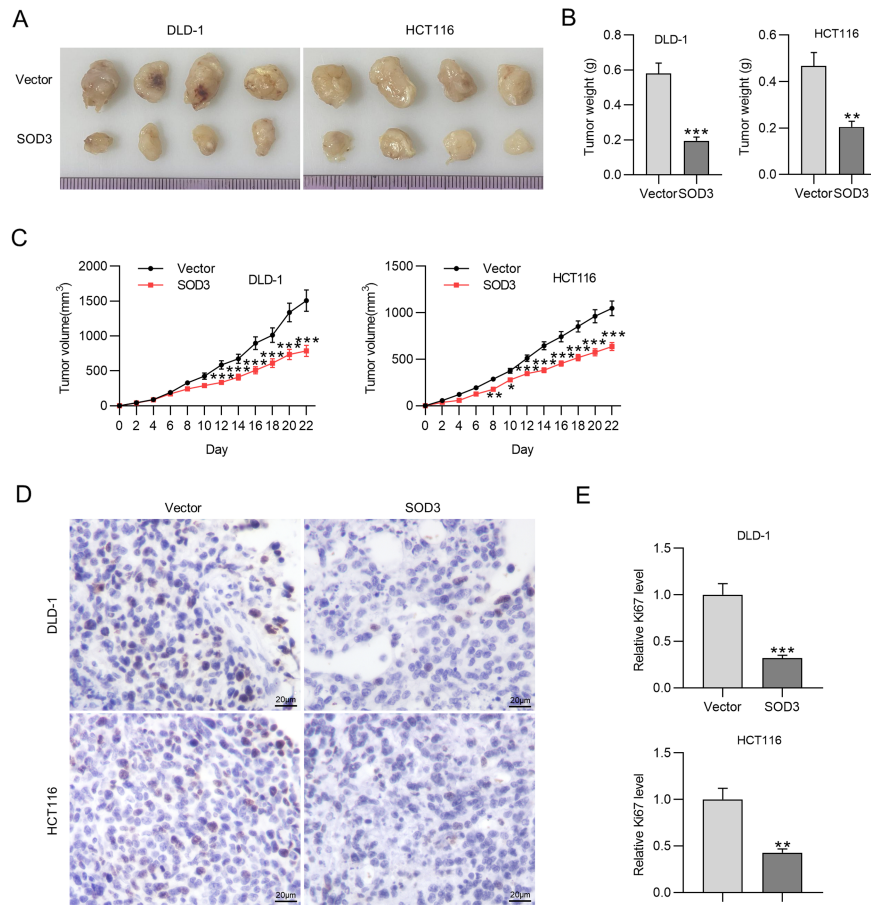 A
DLD-1
HCT116
Vector
SOD3
B
DLD-1
Tumor weight (g)
0.8
0.6
0.4
0.2
0.0
***
Vector SOD3
HCT116
Tumor weight (g)
0.6
0.4
0.2
0.0
**
Vector SOD3
C
Vector
SOD3
DLD-1
Tumor volume(mm3)
2000
1500
1000
500
0
*** *** *** *** *** ***
0 2 4 6 8 10 12 14 16 18 20 22
Day
Vector
SOD3
HCT116
Tumor volume(mm3)
1500
1000
500
0
** * *** *** *** *** *** ***
0 2 4 6 8 10 12 14 16 18 20 22
Day
D
Vector
SOD3
DLD-1
20μm
20μm
HCT116
20μm
20μm
E
DLD-1
Relative Ki67 level
1.5
1.0
0.5
0.0
***
Vector SOD3
HCT116
Relative Ki67 level
1.5
1.0
0.5
0.0
**